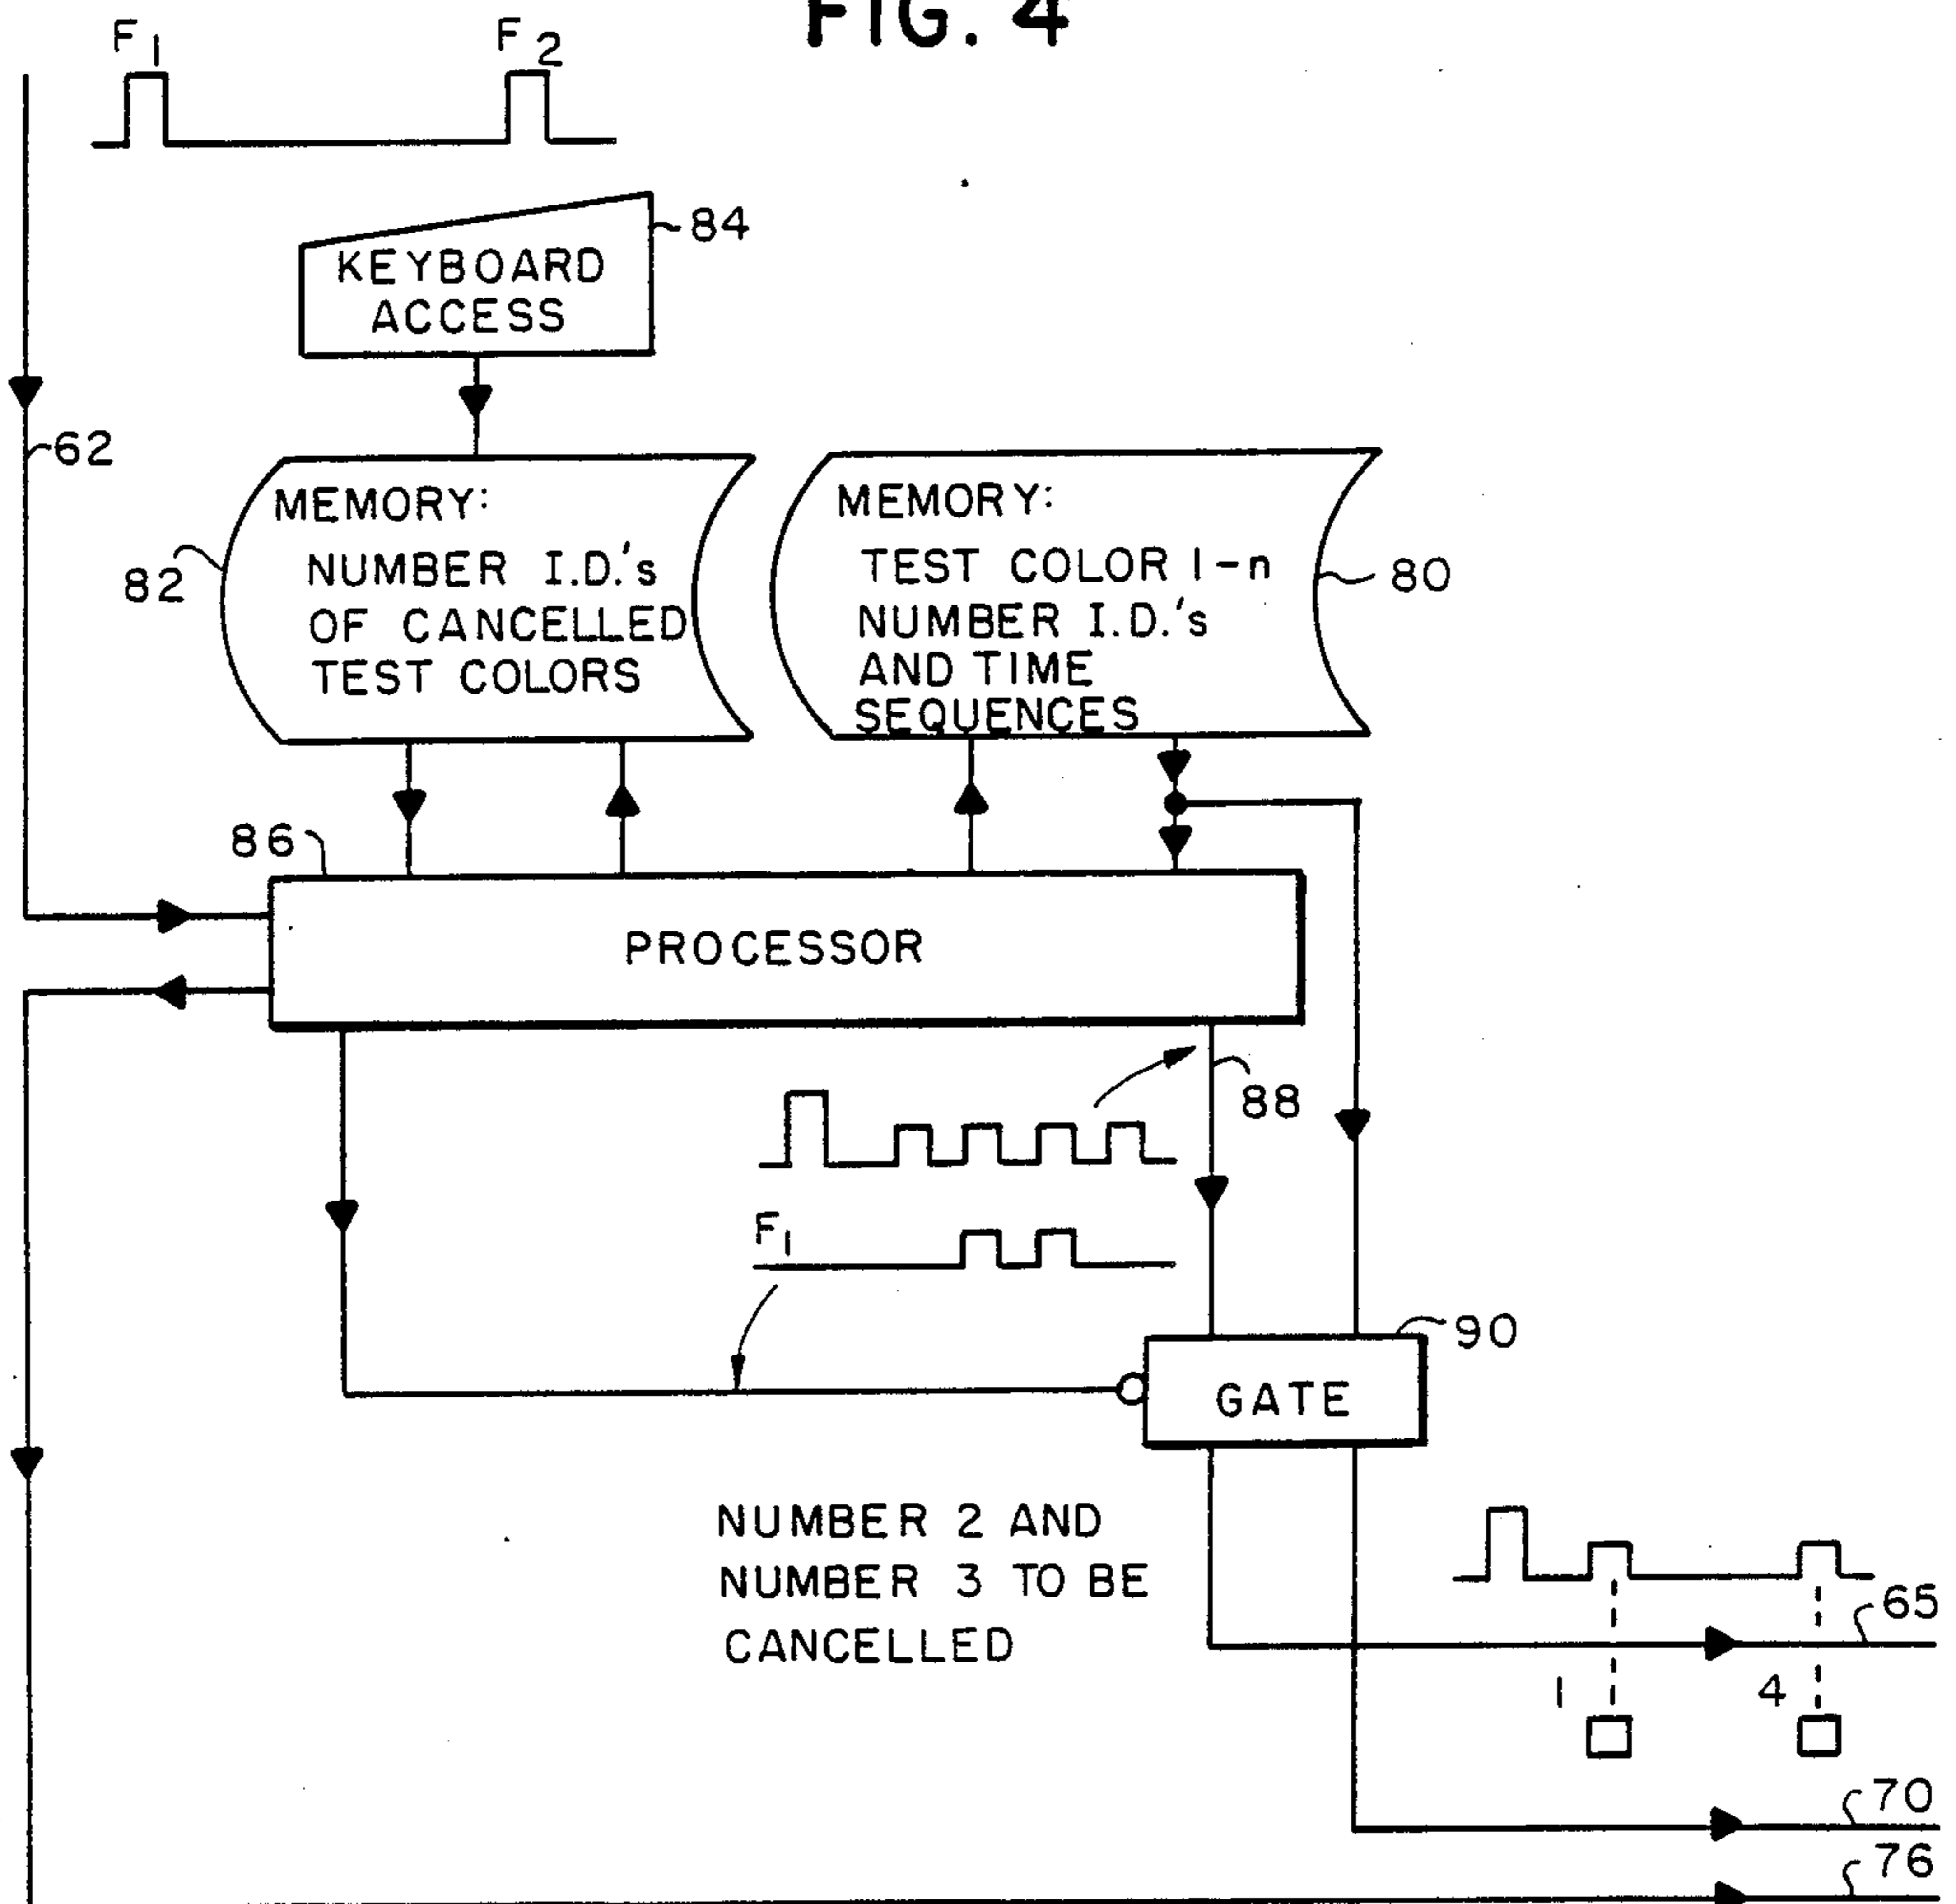 FIG. 4
F1
F2
84
KEYBOARD
ACCESS
62
MEMORY:
NUMBER I.D.'s
OF CANCELLED
TEST COLORS
82
MEMORY:
TEST COLOR 1-n
NUMBER I.D.'s
AND TIME
SEQUENCES
80
86
PROCESSOR
88
F1
90
GATE
NUMBER 2 AND
NUMBER 3 TO BE
CANCELLED
65
1
4
70
76